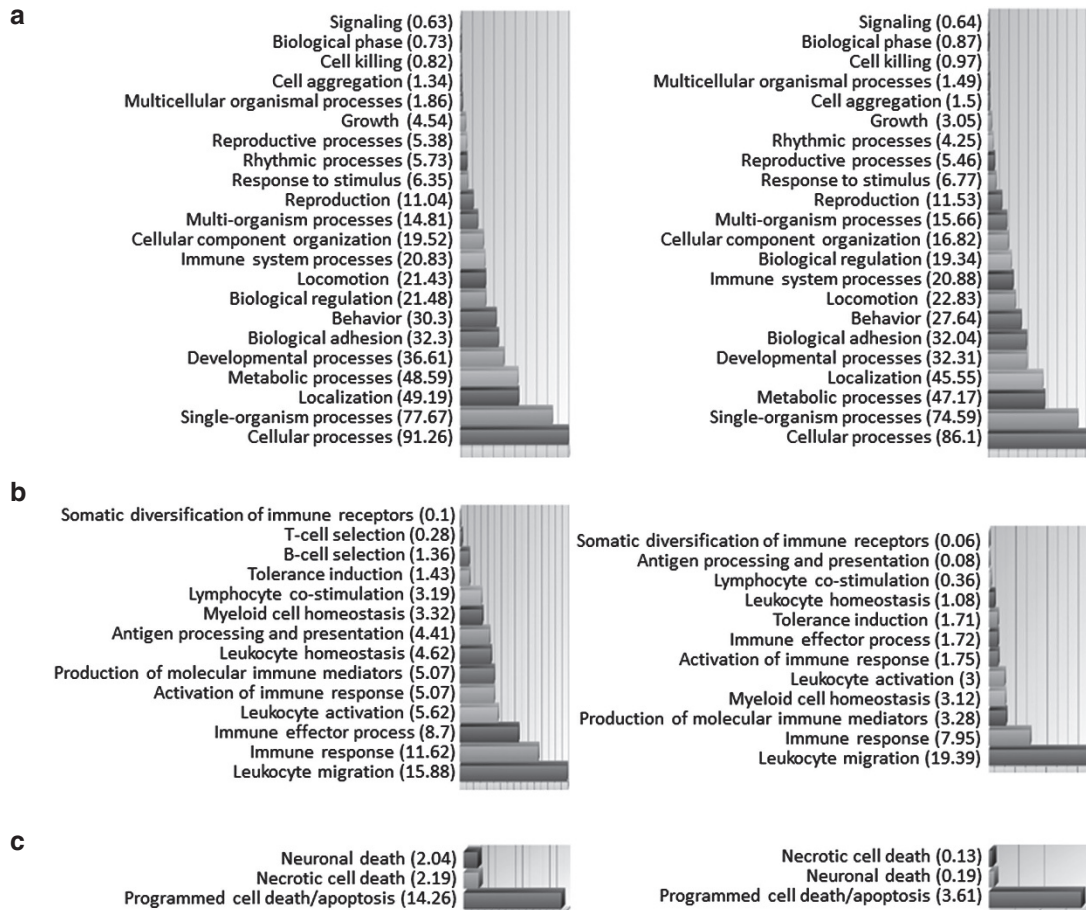 a
Signaling (0.63)
Biological phase (0.73)
Cell killing (0.82)
Cell aggregation (1.34)
Multicellular organismal processes (1.86)
Growth (4.54)
Reproductive processes (5.38)
Rhythmic processes (5.73)
Response to stimulus (6.35)
Reproduction (11.04)
Multi-organism processes (14.81)
Cellular component organization (19.52)
Immune system processes (20.83)
Locomotion (21.43)
Biological regulation (21.48)
Behavior (30.3)
Biological adhesion (32.3)
Developmental processes (36.61)
Metabolic processes (48.59)
Localization (49.19)
Single-organism processes (77.67)
Cellular processes (91.26)
Signaling (0.64)
Biological phase (0.87)
Cell killing (0.97)
Multicellular organismal processes (1.49)
Cell aggregation (1.5)
Growth (3.05)
Rhythmic processes (4.25)
Reproductive processes (5.46)
Response to stimulus (6.77)
Reproduction (11.53)
Multi-organism processes (15.66)
Cellular component organization (16.82)
Biological regulation (19.34)
Immune system processes (20.88)
Locomotion (22.83)
Behavior (27.64)
Biological adhesion (32.04)
Developmental processes (32.31)
Localization (45.55)
Metabolic processes (47.17)
Single-organism processes (74.59)
Cellular processes (86.1)
b
Somatic diversification of immune receptors (0.1)
T-cell selection (0.28)
B-cell selection (1.36)
Tolerance induction (1.43)
Lymphocyte co-stimulation (3.19)
Myeloid cell homeostasis (3.32)
Antigen processing and presentation (4.41)
Leukocyte homeostasis (4.62)
Production of molecular immune mediators (5.07)
Activation of immune response (5.07)
Leukocyte activation (5.62)
Immune effector process (8.7)
Immune response (11.62)
Leukocyte migration (15.88)
Somatic diversification of immune receptors (0.06)
Antigen processing and presentation (0.08)
Lymphocyte co-stimulation (0.36)
Leukocyte homeostasis (1.08)
Tolerance induction (1.71)
Immune effector process (1.72)
Activation of immune response (1.75)
Leukocyte activation (3)
Myeloid cell homeostasis (3.12)
Production of molecular immune mediators (3.28)
Immune response (7.95)
Leukocyte migration (19.39)
c
Neuronal death (2.04)
Necrotic cell death (2.19)
Programmed cell death/apoptosis (14.26)
Necrotic cell death (0.13)
Neuronal death (0.19)
Programmed cell death/apoptosis (3.61)